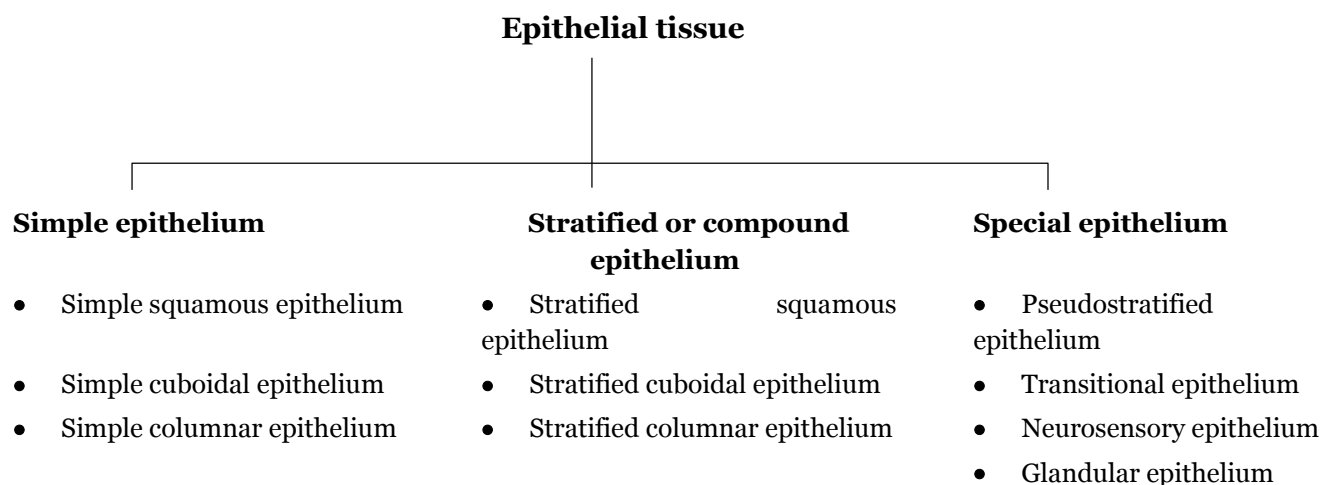 Epithelial tissue
Simple epithelium
Stratified or compound
epithelium
Special epithelium
• Simple squamous epithelium
• Stratified squamous
epithelium
• Pseudostratified
epithelium
• Simple cuboidal epithelium
• Stratified cuboidal epithelium
• Transitional epithelium
• Simple columnar epithelium
• Stratified columnar epithelium
• Neurosensory epithelium
• Glandular epithelium